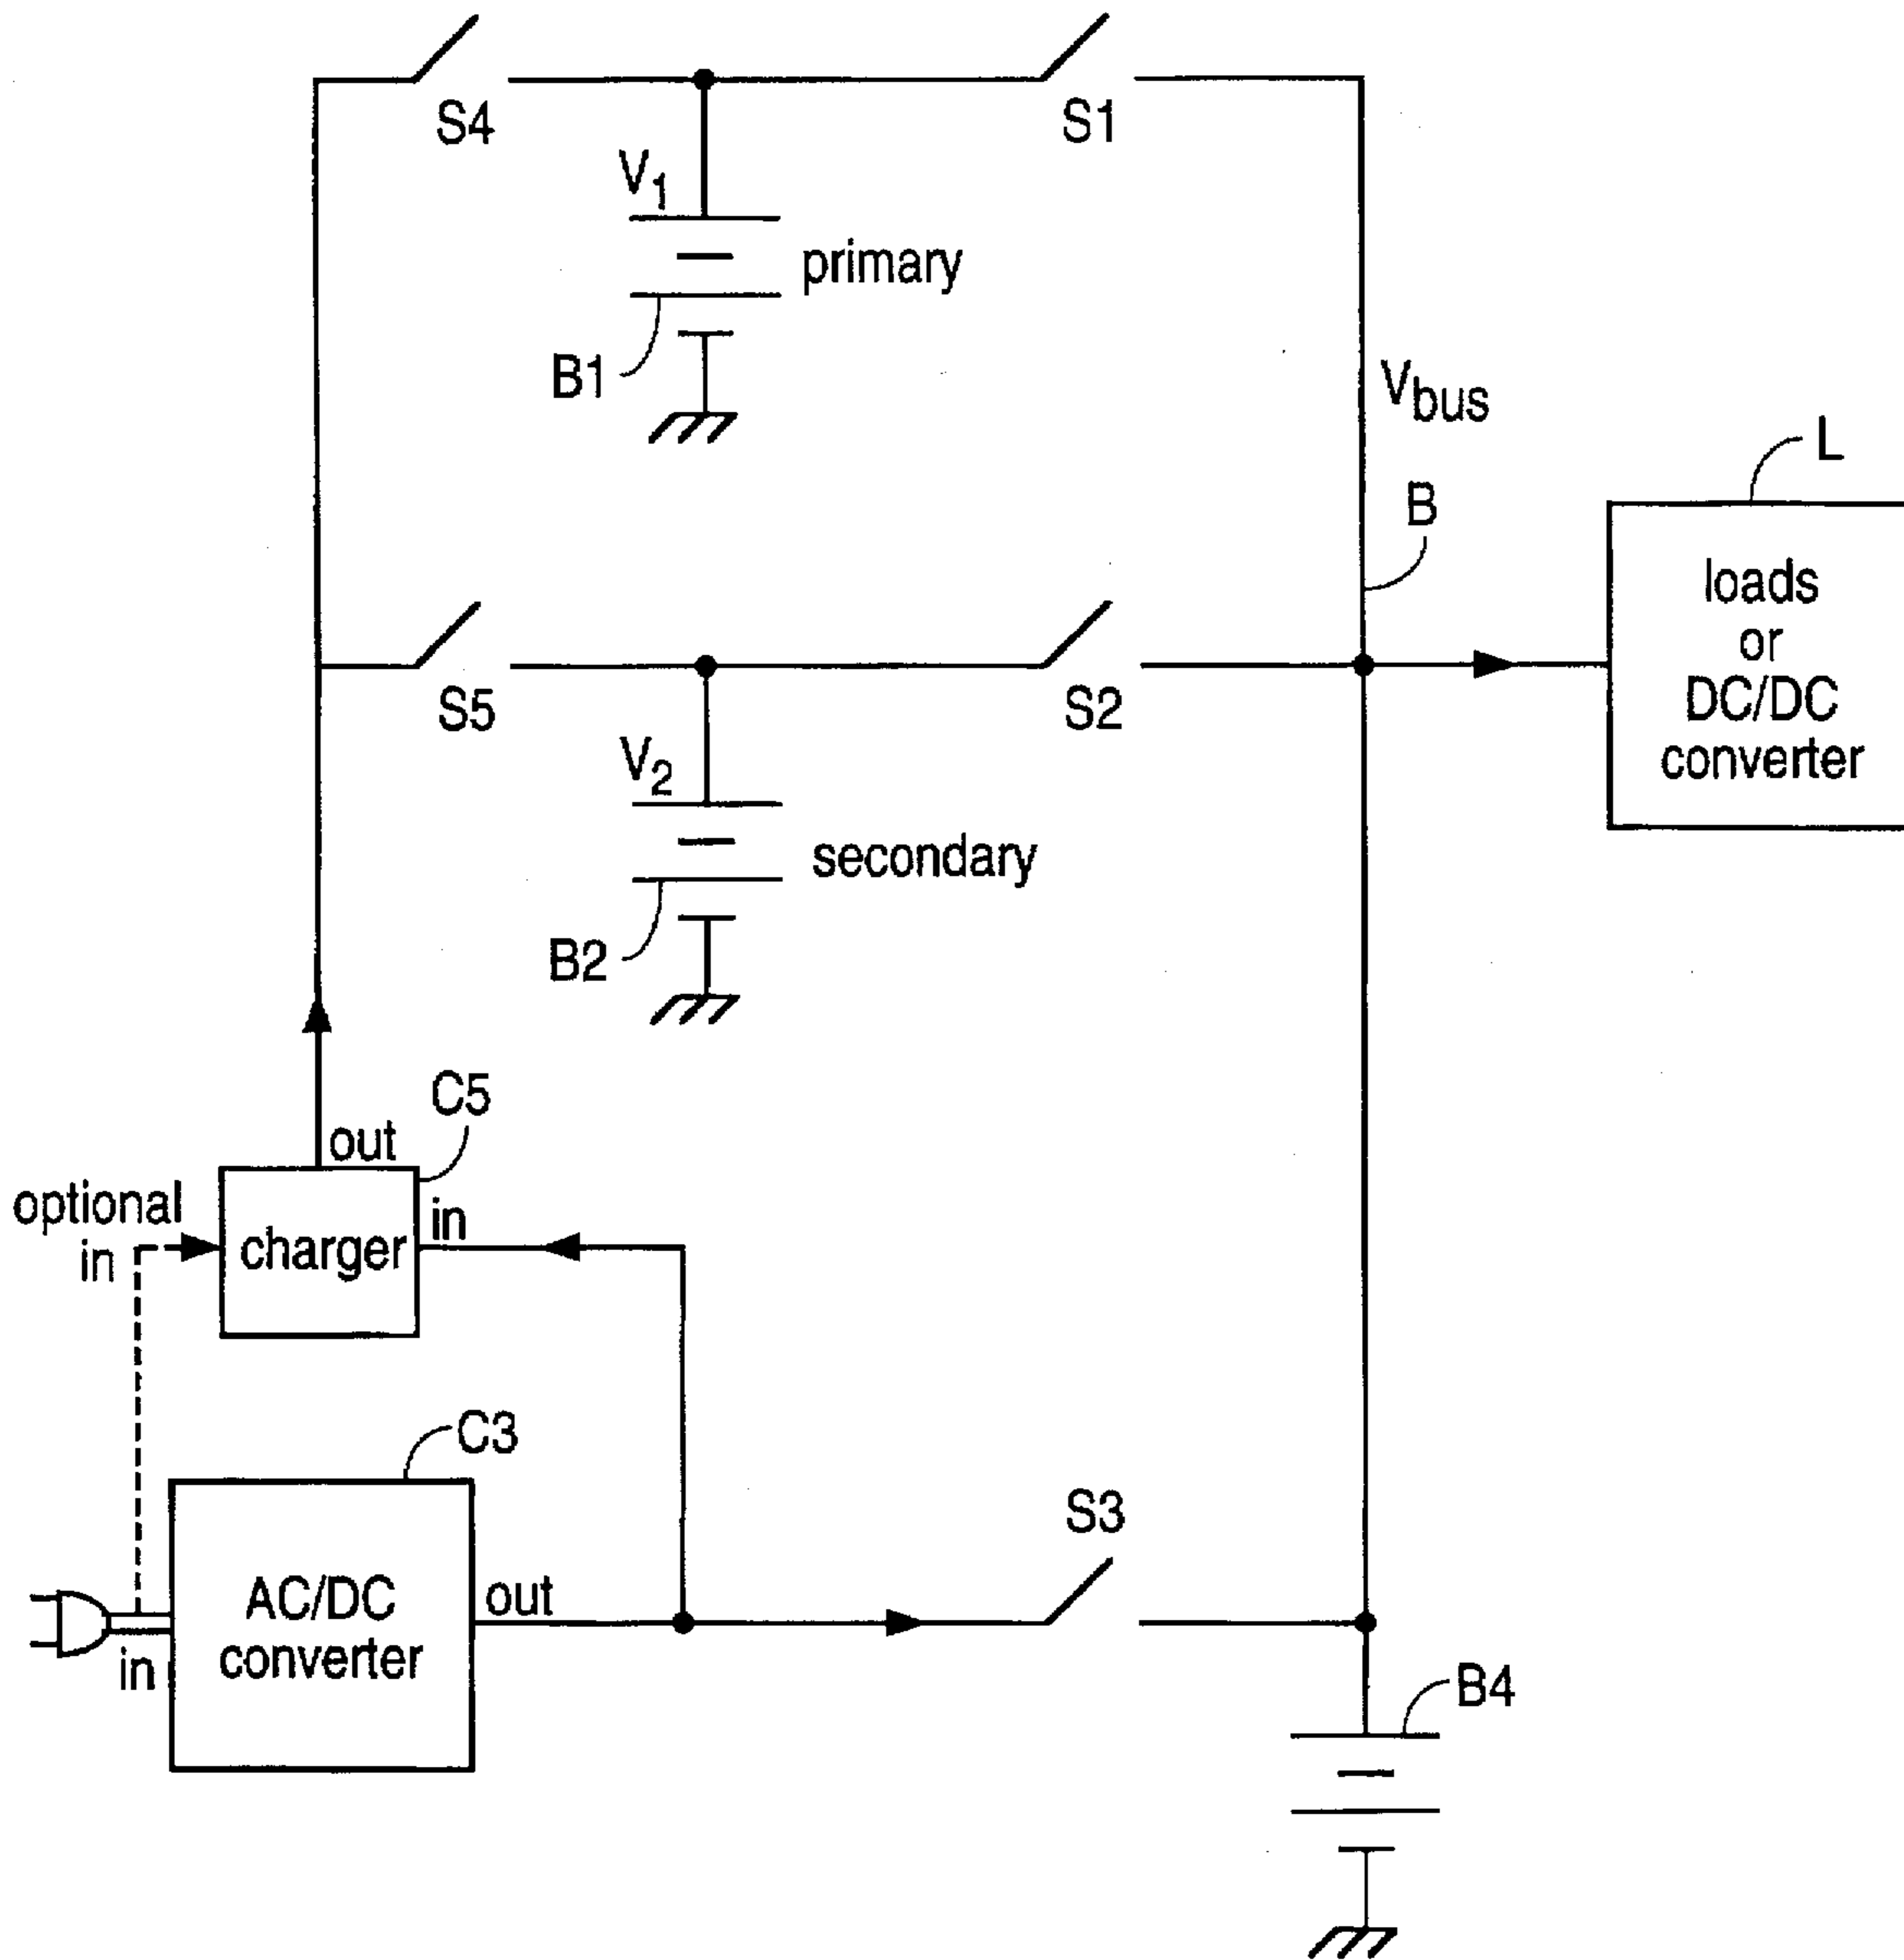 S4
S1
V1
primary
B1
Vbus
L
B
loads
or
DC/DC
converter
S5
S2
V2
secondary
B2
C5
out
optional
in
charger
in
C3
S3
AC/DC
converter
out
in
B4